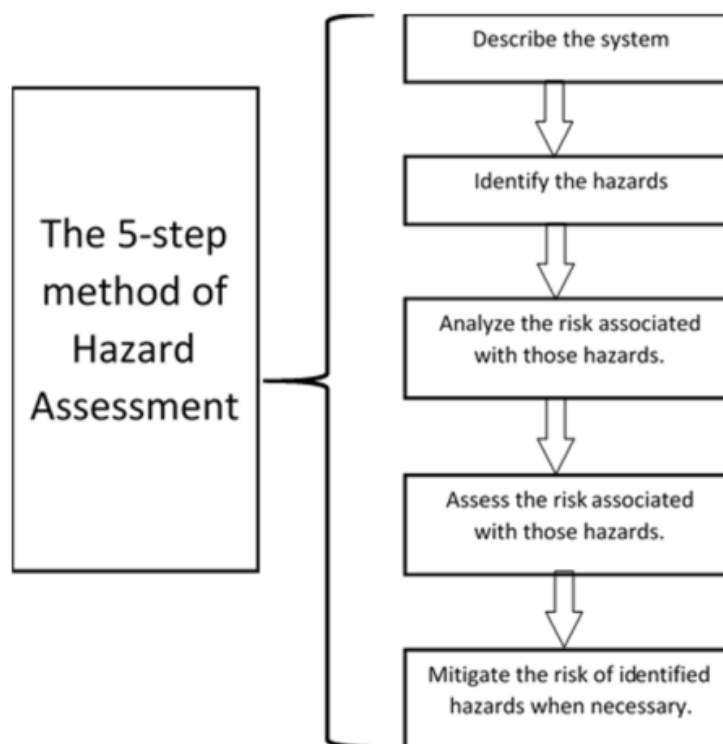 The 5-step
method of
Hazard
Assessment
Describe the system
Identify the hazards
Analyze the risk associated
with those hazards.
Assess the risk associated
with those hazards.
Mitigate the risk of identified
hazards when necessary.